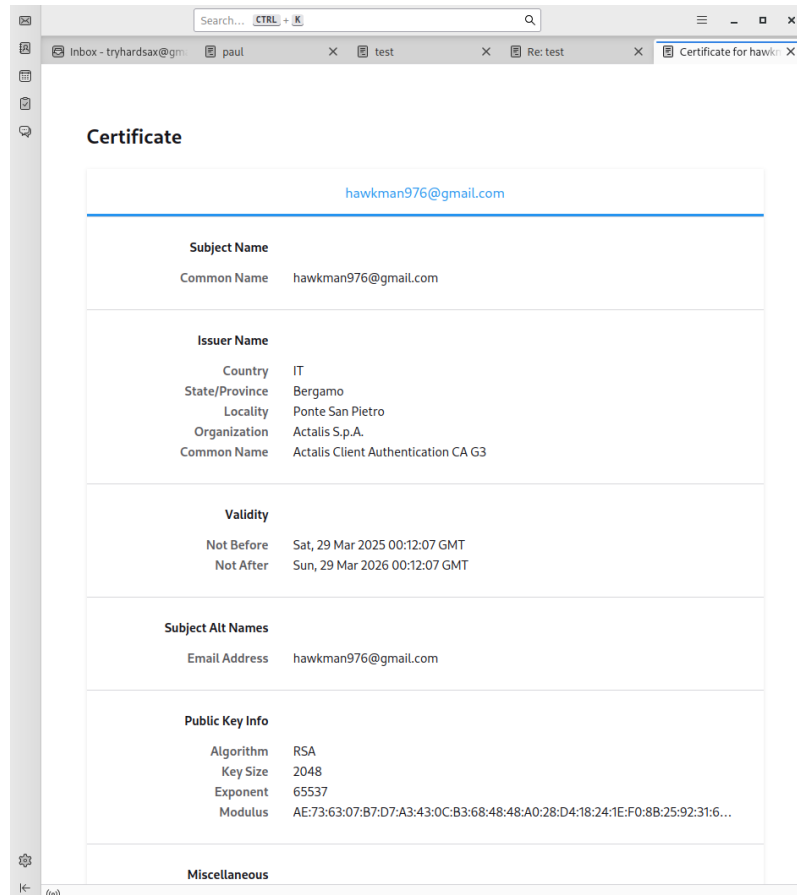 Search... CTRL + K
Inbox - tryhardsax@gm
paul
test
Re: test
Certificate for hawkn
Certificate
hawkman976@gmail.com
Subject Name
Common Name hawkman976@gmail.com
Issuer Name
Country IT
State/Province Bergamo
Locality Ponte San Pietro
Organization Actalis S.p.A.
Common Name Actalis Client Authentication CA G3
Validity
Not Before Sat, 29 Mar 2025 00:12:07 GMT
Not After Sun, 29 Mar 2026 00:12:07 GMT
Subject Alt Names
Email Address hawkman976@gmail.com
Public Key Info
Algorithm RSA
Key Size 2048
Exponent 65537
Modulus AE:73:63:07:B7:D7:A3:43:0C:B3:68:48:48:A0:28:D4:18:24:1E:F0:8B:25:92:31:6...
Miscellaneous